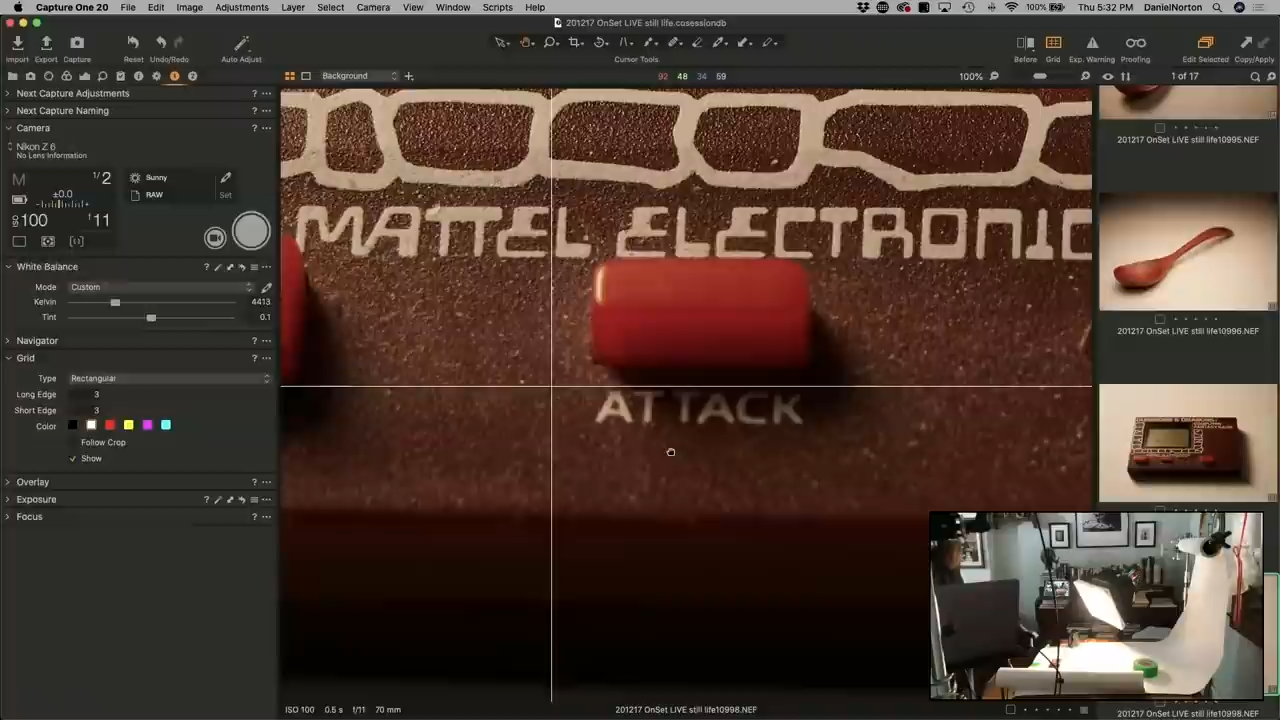 Capture One 20 File Edit Image Adjustments Layer Select Camera View Window Scripts Help 100% Thu 5:32 PM DanielNorton
201217 OnSet LIVE still life.cosessiondb
Import Export Capture Reset Undo/Redo Auto Adjust Cursor Tools Before Grid Exp. Warning Proofing Edit Selected Copy/Apply
Background 92 48 34 59 100% 1 of 17
Next Capture Adjustments ? ...
Next Capture Naming ? ...
Camera ? ...
Nikon Z 6
No Lens Information
M 1/2 Sunny
±0.0
RAW Set
100 f11
White Balance ? ...
Mode Custom
Kelvin 4413
Tint 0.1
Navigator ? ...
Grid ? ...
Type Rectangular
Long Edge 3
Short Edge 3
Color
Follow Crop
Show
Overlay ? ...
Exposure ? ...
Focus ? ...
MATTEL ELECTRONIC
ATTACK
201217 OnSet LIVE still life10995.NEF
201217 OnSet LIVE still life10996.NEF
ISO 100 0.5 s f/11 70 mm
201217 OnSet LIVE still life10998.NEF
201217 OnSet LIVE still life10998.NEF